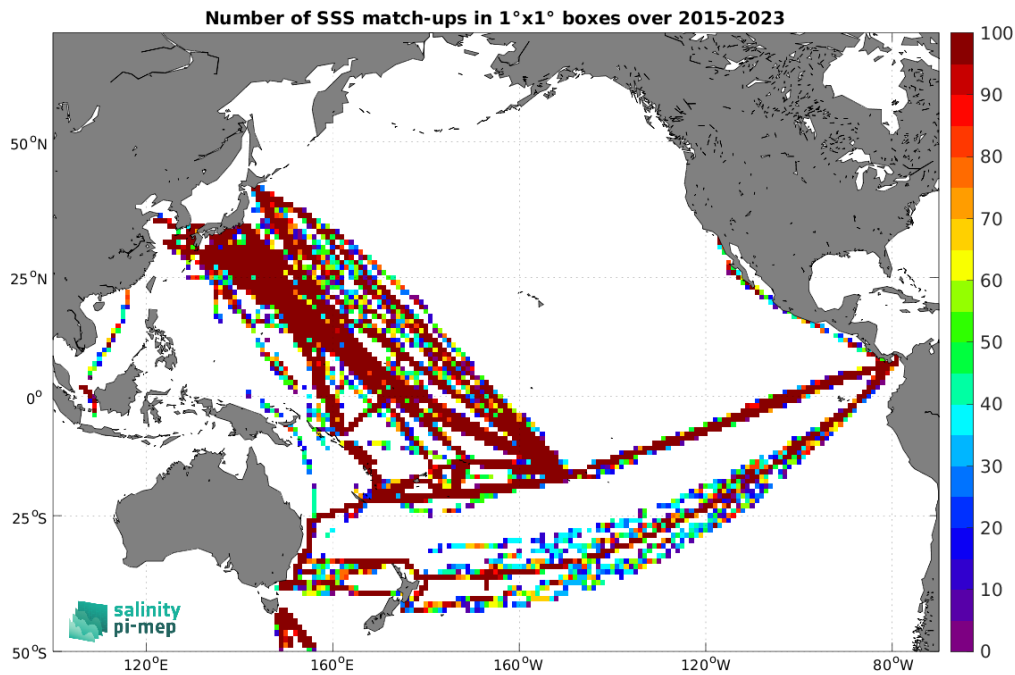 Number of SSS match-ups in 1°x1° boxes over 2015-2023
50°N
25°N
0°
25°S
50°S
120°E
160°E
160°W
120°W
80°W
100
90
80
70
60
50
40
30
20
10
0
salinity
pi-mep